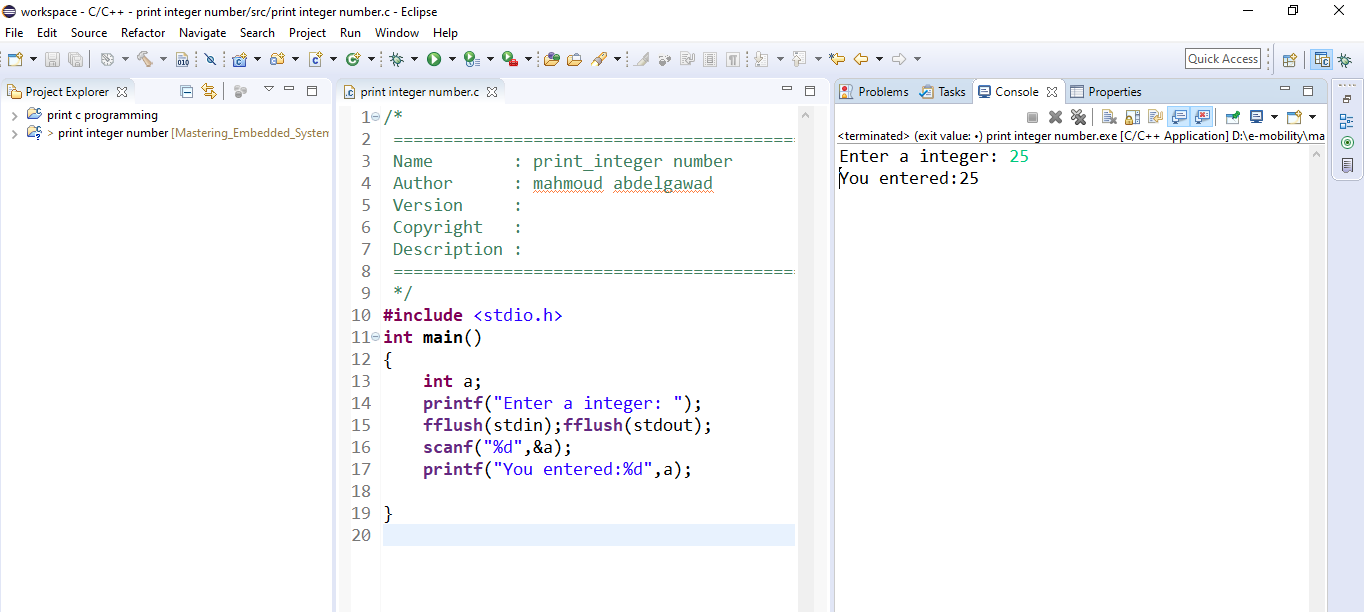 workspace - C/C++ - print integer number/src/print integer number.c - Eclipse
File Edit Source Refactor Navigate Search Project Run Window Help
Quick Access
Project Explorer
print c programming
> print integer number [Mastering_Embedded_System
print integer number.c
1 /*
2 ========================================
3 Name : print_integer number
4 Author : mahmoud abdelgawad
5 Version :
6 Copyright :
7 Description :
8 ========================================
9 */
10 #include <stdio.h>
11 int main()
12 {
13 int a;
14 printf("Enter a integer: ");
15 fflush(stdin);fflush(stdout);
16 scanf("%d",&a);
17 printf("You entered:%d",a);
18
19 }
20
Problems Tasks Console Properties
<terminated> (exit value: •) print integer number.exe [C/C++ Application] D:\e-mobility\ma
Enter a integer: 25
You entered:25